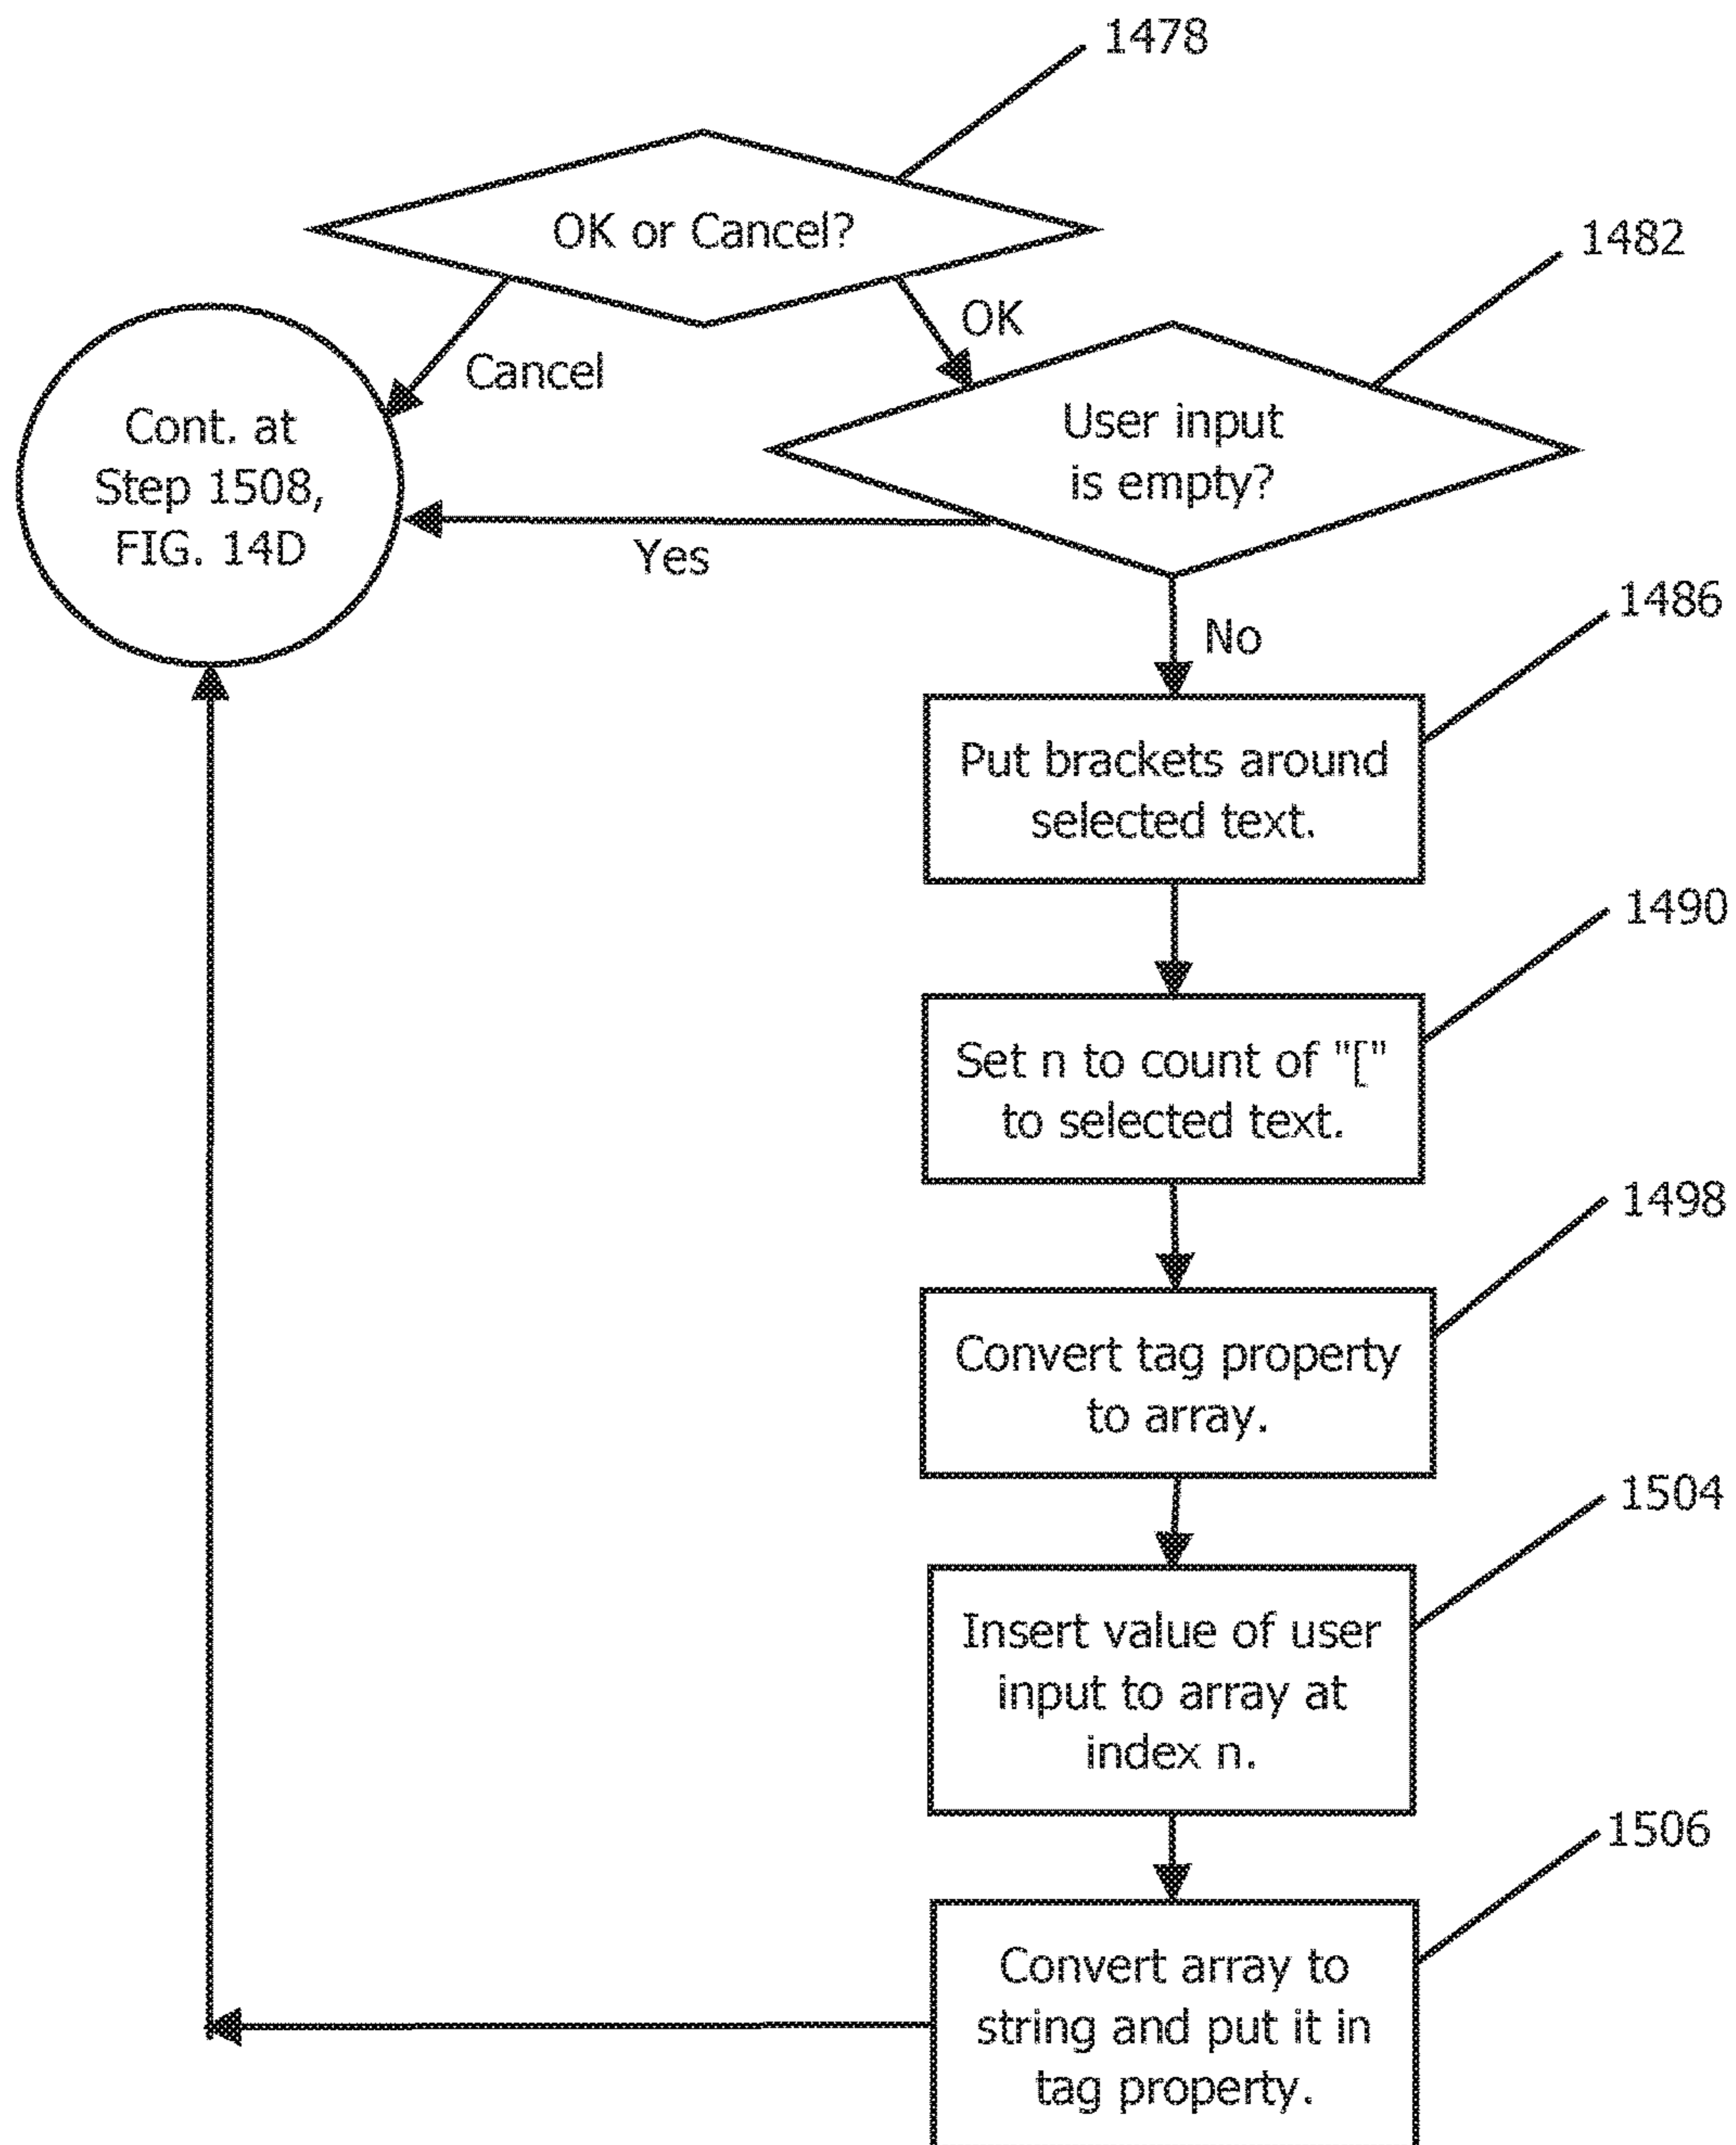 1478
OK or Cancel?
1482
OK
Cancel
User input
is empty?
Cont. at
Step 1508,
FIG. 14D
Yes
No
1486
Put brackets around
selected text.
1490
Set n to count of "["
to selected text.
1498
Convert tag property
to array.
1504
Insert value of user
input to array at
index n.
1506
Convert array to
string and put it in
tag property.